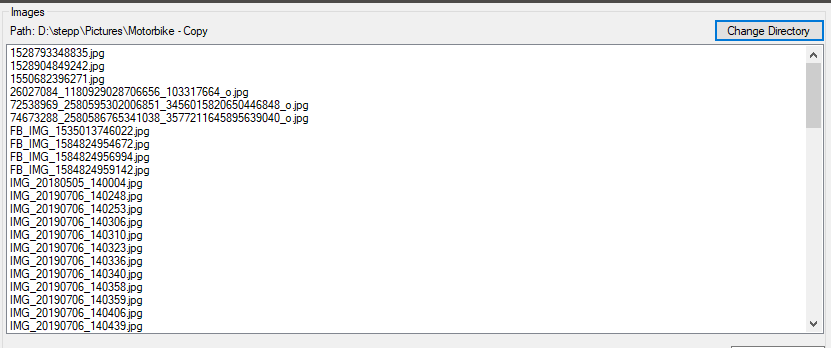 Images
Path: D:\stepp\Pictures\Motorbike - Copy
Change Directory
1528793348835.jpg
1528904849242.jpg
1550682396271.jpg
26027084_1180929028706656_103317664_o.jpg
72538969_2580595302006851_3456015820650446848_o.jpg
74673288_2580586765341038_3577211645895639040_o.jpg
FB_IMG_1535013746022.jpg
FB_IMG_1584824954672.jpg
FB_IMG_1584824956994.jpg
FB_IMG_1584824959142.jpg
IMG_20180505_140004.jpg
IMG_20190706_140248.jpg
IMG_20190706_140253.jpg
IMG_20190706_140306.jpg
IMG_20190706_140310.jpg
IMG_20190706_140323.jpg
IMG_20190706_140336.jpg
IMG_20190706_140340.jpg
IMG_20190706_140358.jpg
IMG_20190706_140359.jpg
IMG_20190706_140406.jpg
IMG_20190706_140439.jpg